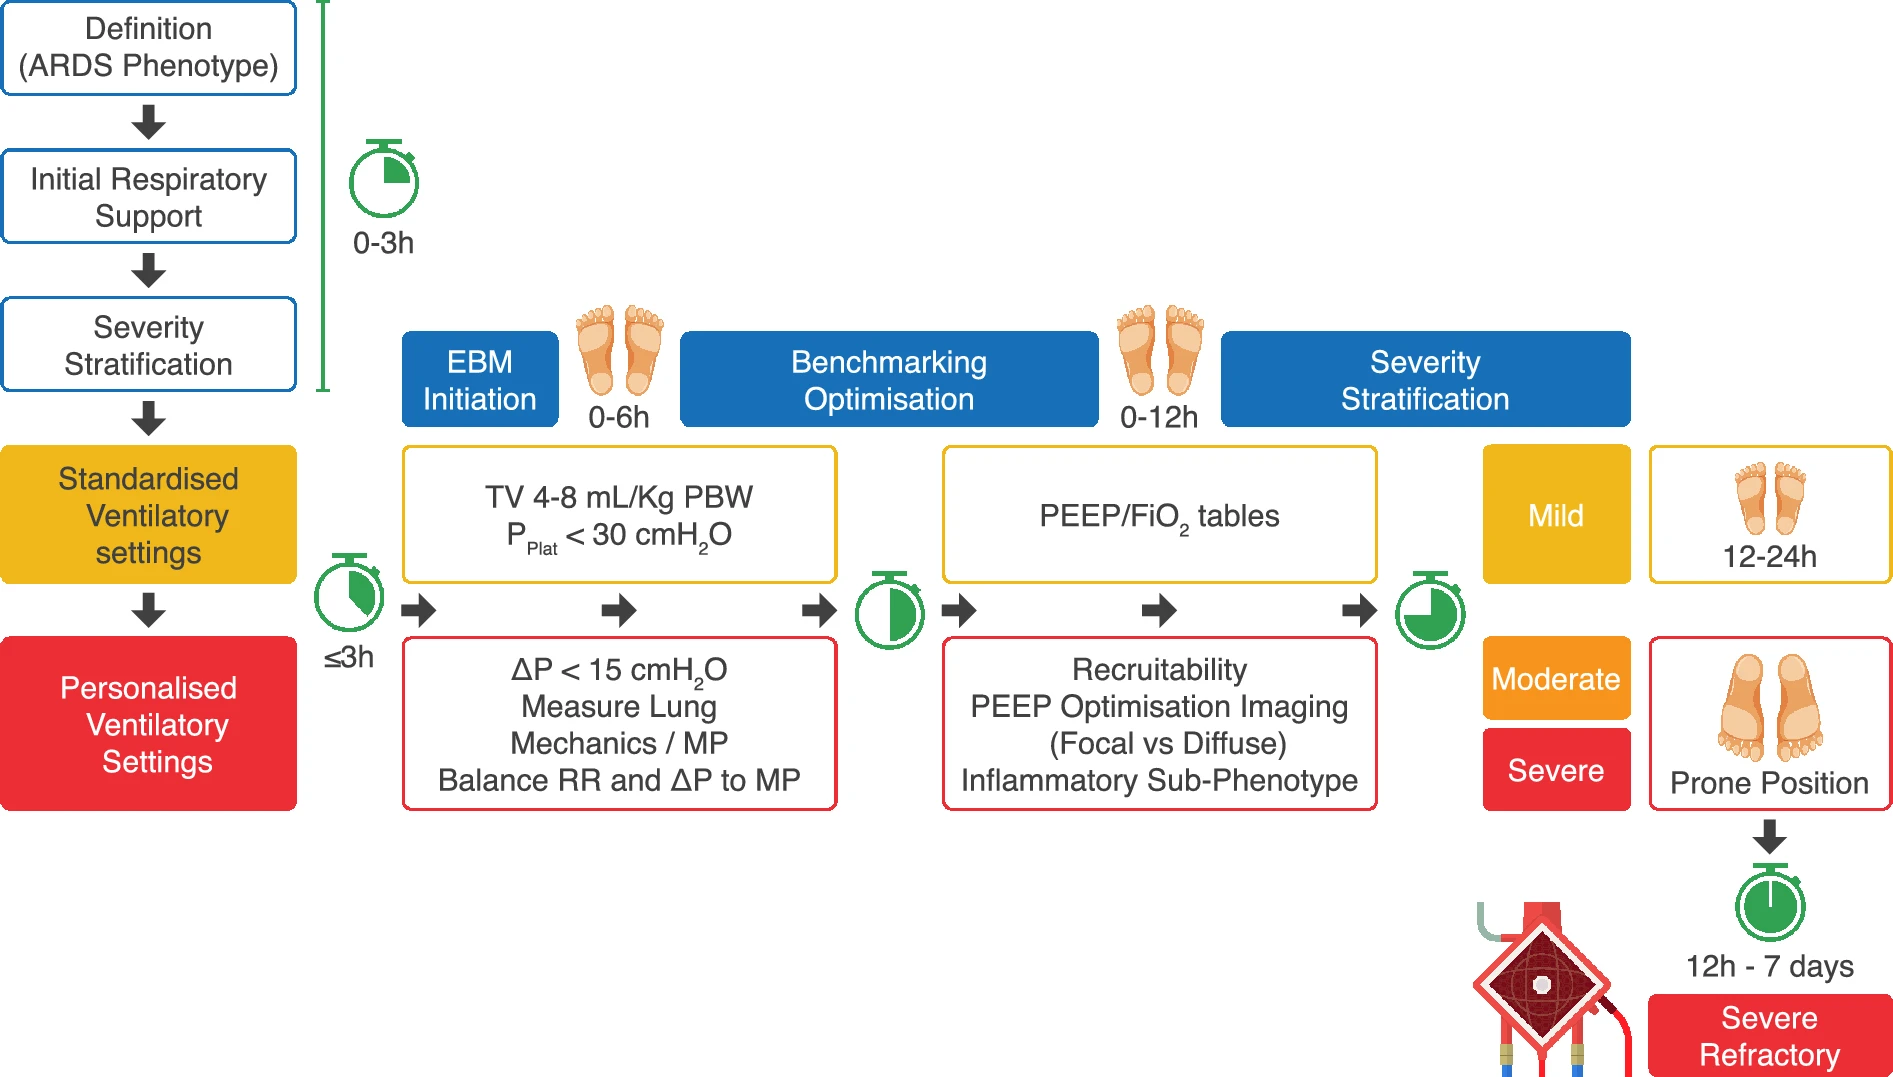 Definition
(ARDS Phenotype)
Initial Respiratory
Support
0-3h
Severity
Stratification
EBM
Initiation
0-6h
Benchmarking
Optimisation
0-12h
Severity
Stratification
Standardised
Ventilatory
settings
TV 4-8 mL/Kg PBW
P_Plat < 30 cmH₂O
PEEP/FiO₂ tables
Mild
12-24h
≤3h
Personalised
Ventilatory
Settings
ΔP < 15 cmH₂O
Measure Lung
Mechanics / MP
Balance RR and ΔP to MP
Recruitability
PEEP Optimisation Imaging
(Focal vs Diffuse)
Inflammatory Sub-Phenotype
Moderate
Severe
Prone Position
12h - 7 days
Severe
Refractory